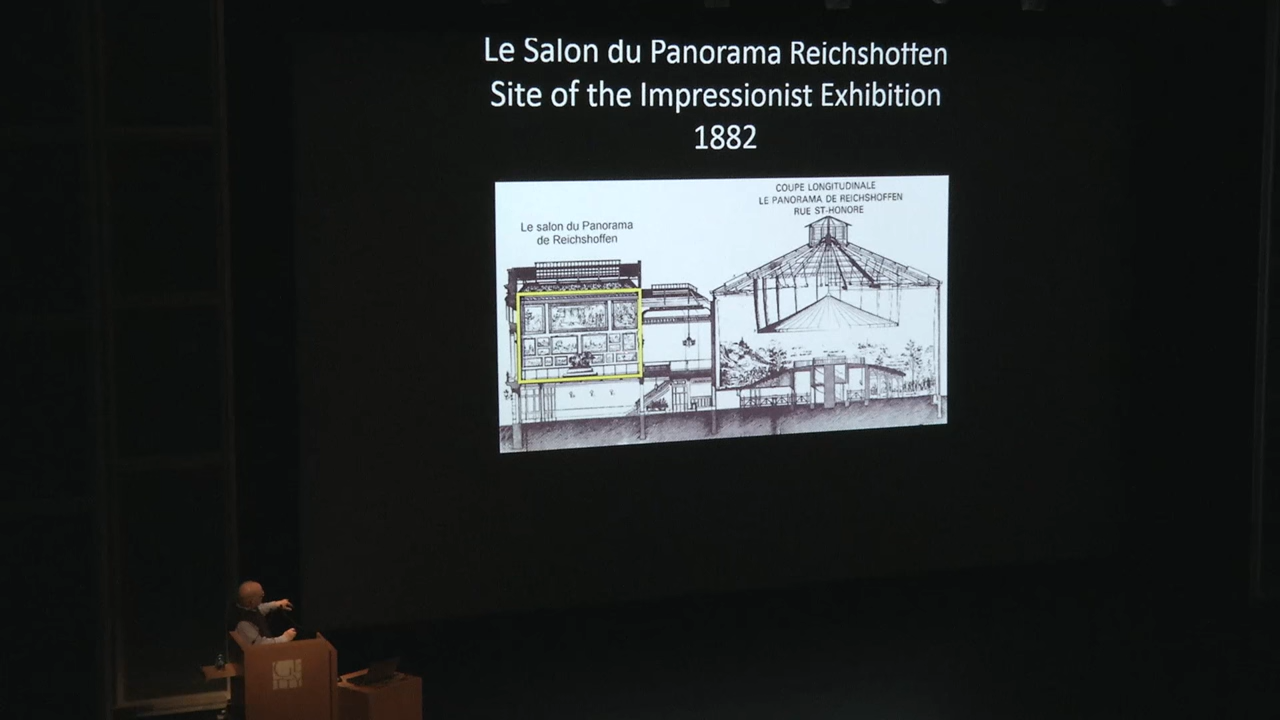 Le Salon du Panorama Reichshoffen
Site of the Impressionist Exhibition
1882
COUPE LONGITUDINALE
LE PANORAMA DE REICHSHOFFEN
RUE ST-HONORE
Le salon du Panorama
de Reichshoffen